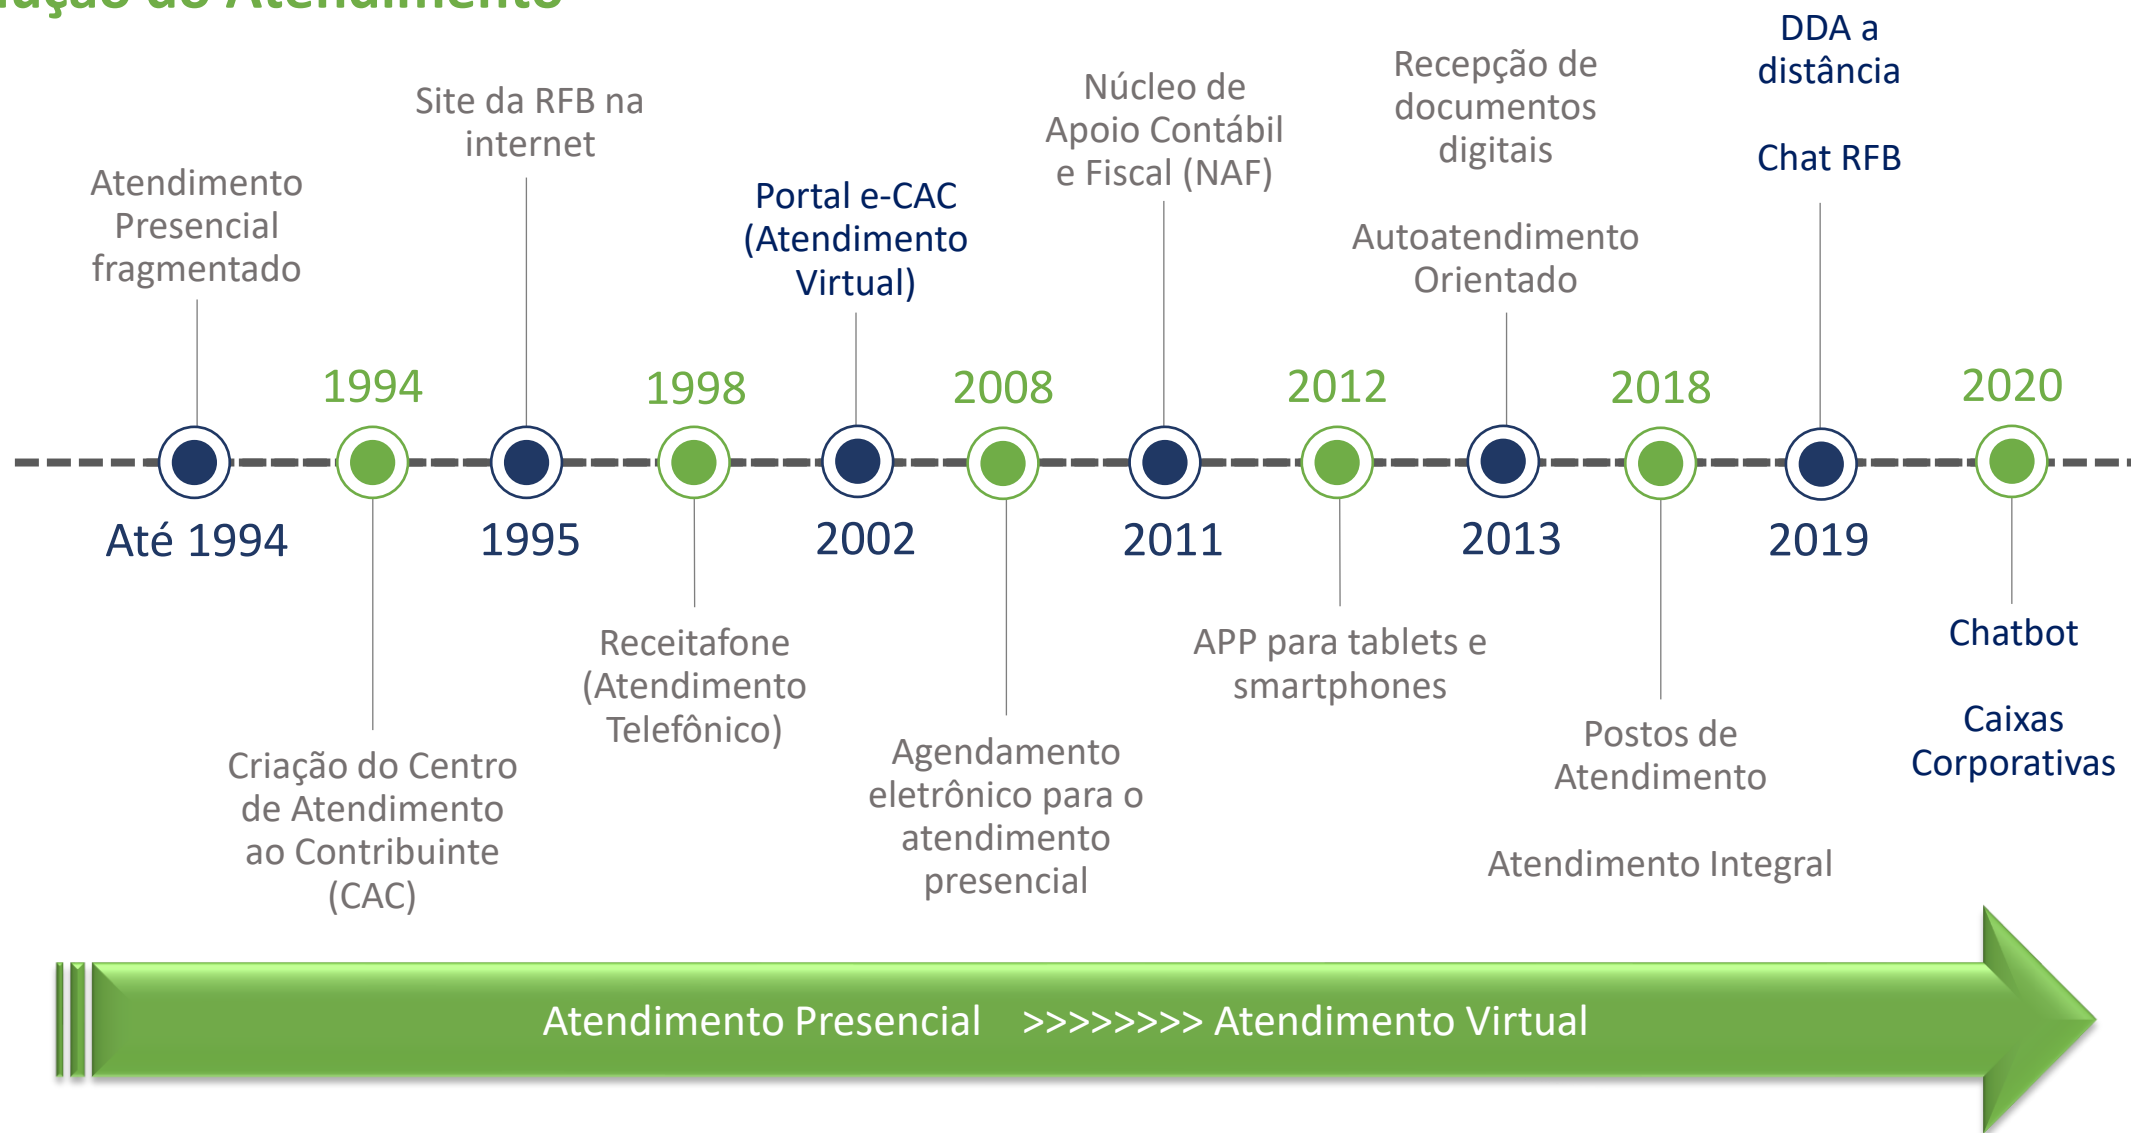 do Atendimento
Atendimento
Presencial
fragmentado
Até 1994
1994
Criação do Centro
de Atendimento
ao Contribuinte
(CAC)
Site da RFB na
internet
1995
1998
Receitafone
(Atendimento
Telefônico)
Portal e-CAC
(Atendimento
Virtual)
2002
2008
Agendamento
eletrônico para o
atendimento
presencial
Núcleo de
Apoio Contábil
e Fiscal (NAF)
2011
2012
APP para tablets e
smartphones
Recepção de
documentos
digitais
Autoatendimento
Orientado
2013
2018
Postos de
Atendimento
Atendimento Integral
DDA a
distância
Chat RFB
2019
2020
Chatbot
Caixas
Corporativas
Atendimento Presencial >>>>>>>> Atendimento Virtual